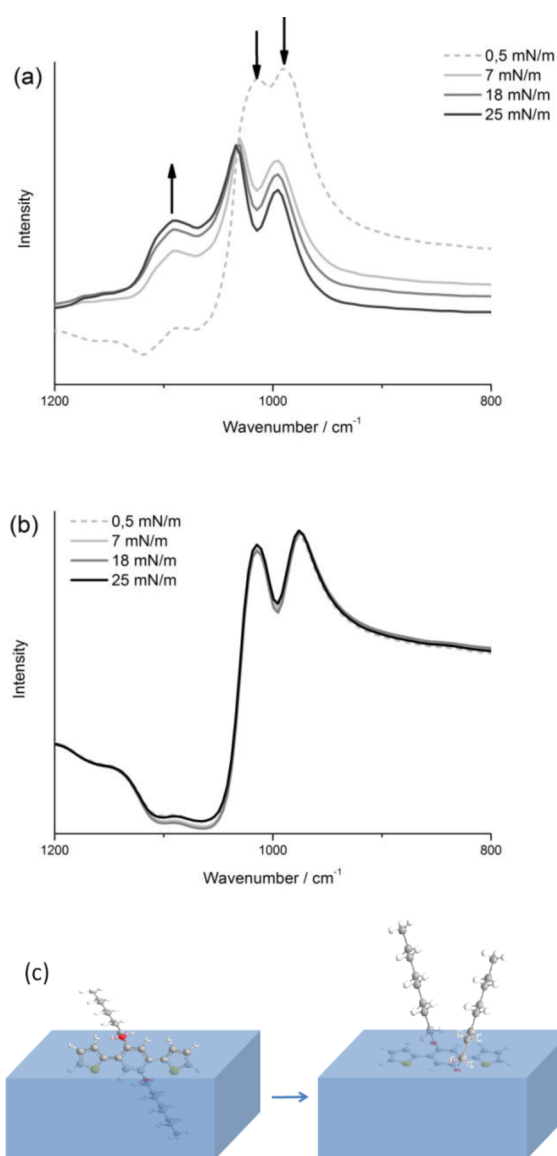 (a)
0,5 mN/m
7 mN/m
18 mN/m
25 mN/m
Intensity
1200 1000 800
Wavenumber / cm⁻¹
(b)
0,5 mN/m
7 mN/m
18 mN/m
25 mN/m
Intensity
1200 1000 800
Wavenumber / cm⁻¹
(c)